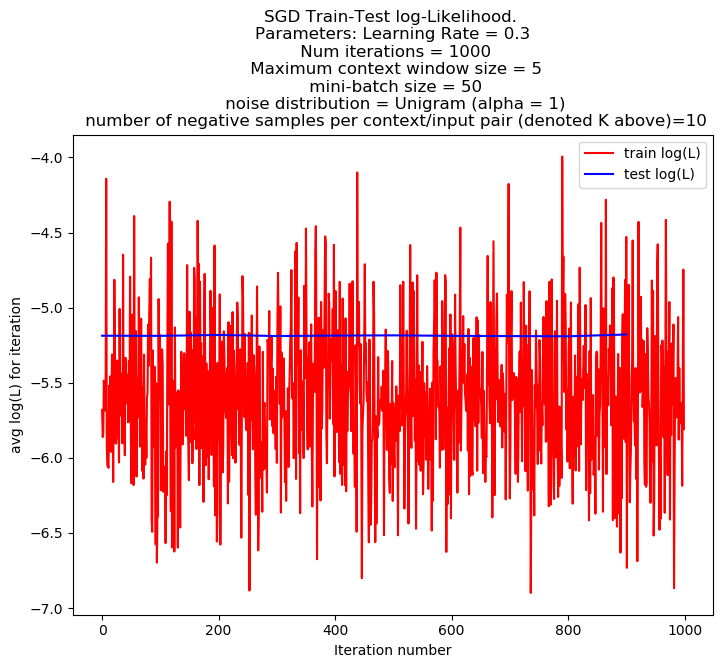 SGD Train-Test log-Likelihood.
Parameters: Learning Rate = 0.3
Num iterations = 1000
Maximum context window size = 5
mini-batch size = 50
noise distribution = Unigram (alpha = 1)
number of negative samples per context/input pair (denoted K above)=10
train log(L)
test log(L)
avg log(L) for iteration
−4.0
−4.5
−5.0
−5.5
−6.0
−6.5
−7.0
0 200 400 600 800 1000
Iteration number